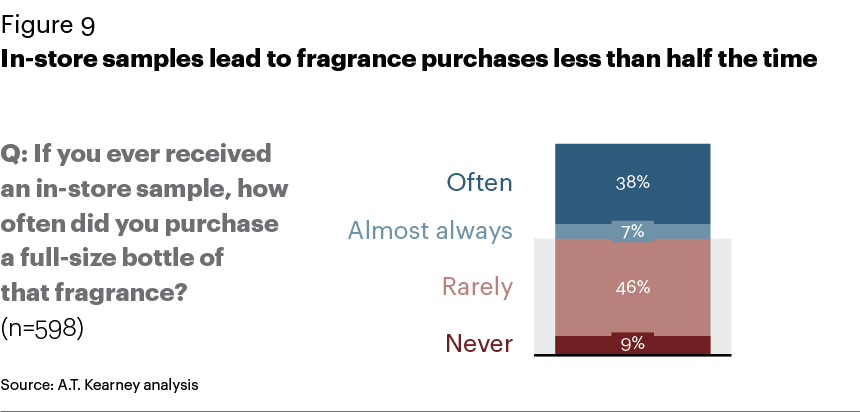 Figure 9
In-store samples lead to fragrance purchases less than half the time
Q: If you ever received
an in-store sample, how
often did you purchase
a full-size bottle of
that fragrance?
(n=598)
Often
38%
Almost always
7%
Rarely
46%
Never
9%
Source: A.T. Kearney analysis